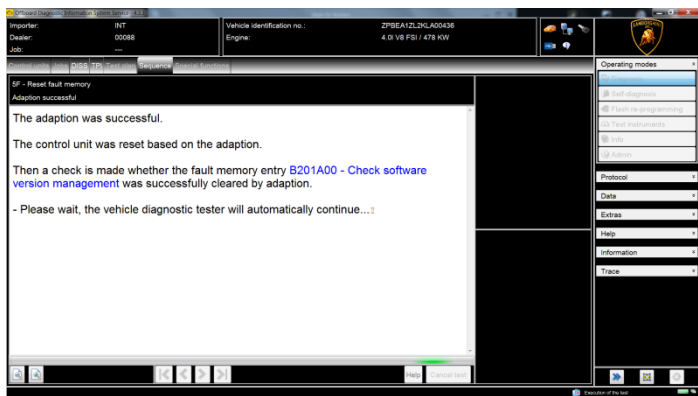 Offboard Diagnostic Information System Service - 4.3.3
Importer: INT
Dealer: 00088
Job: ---
Vehicle identification no.: ZPBEA1ZL2KLA00436
Engine: 4.0l V8 FSI / 478 KW
Control units Jobs DISS TPI Test plan Sequence Special functions
Operating modes
Diagnosis
Self-diagnosis
Flash re-programming
Test instruments
Info
Admin
Protocol
Data
Extras
Help
Information
Trace
5F - Reset fault memory
Adaption successful
The adaption was successful.
The control unit was reset based on the adaption.
Then a check is made whether the fault memory entry B201A00 - Check software
version management was successfully cleared by adaption.
- Please wait, the vehicle diagnostic tester will automatically continue...
Help Cancel test
Execution of the test